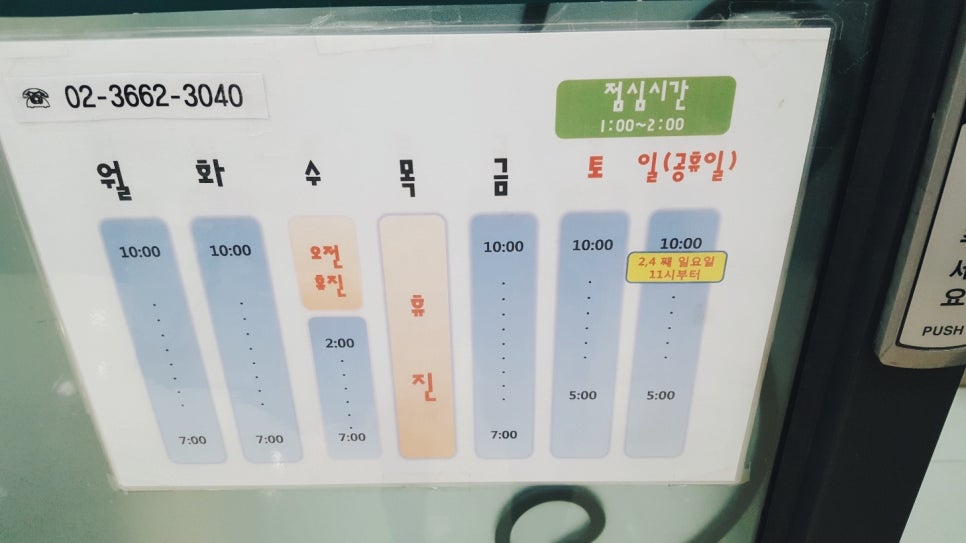 ☎ 02-3662-3040
점심시간
1:00~2:00
월 화 수 목 금 토 일(공휴일)
10:00 10:00 오전 휴진 10:00 10:00 10:00
2,4 째 일요일
11시부터
2:00
휴진
5:00 5:00
7:00 7:00 7:00 7:00
PUSH